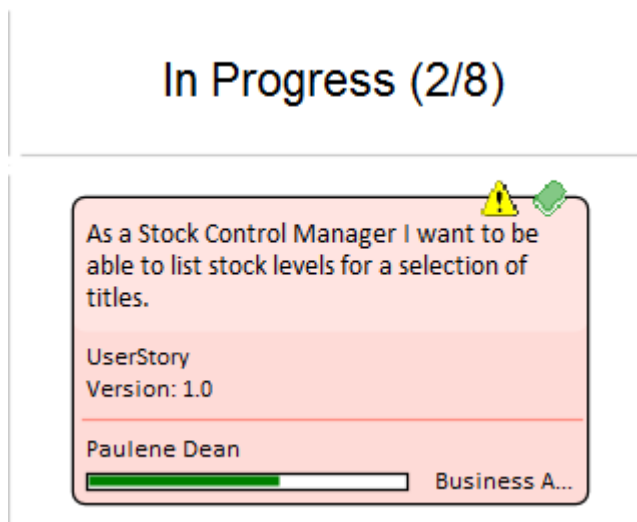 In Progress (2/8)
As a Stock Control Manager I want to be
able to list stock levels for a selection of
titles.
UserStory
Version: 1.0
Paulene Dean
Business A...